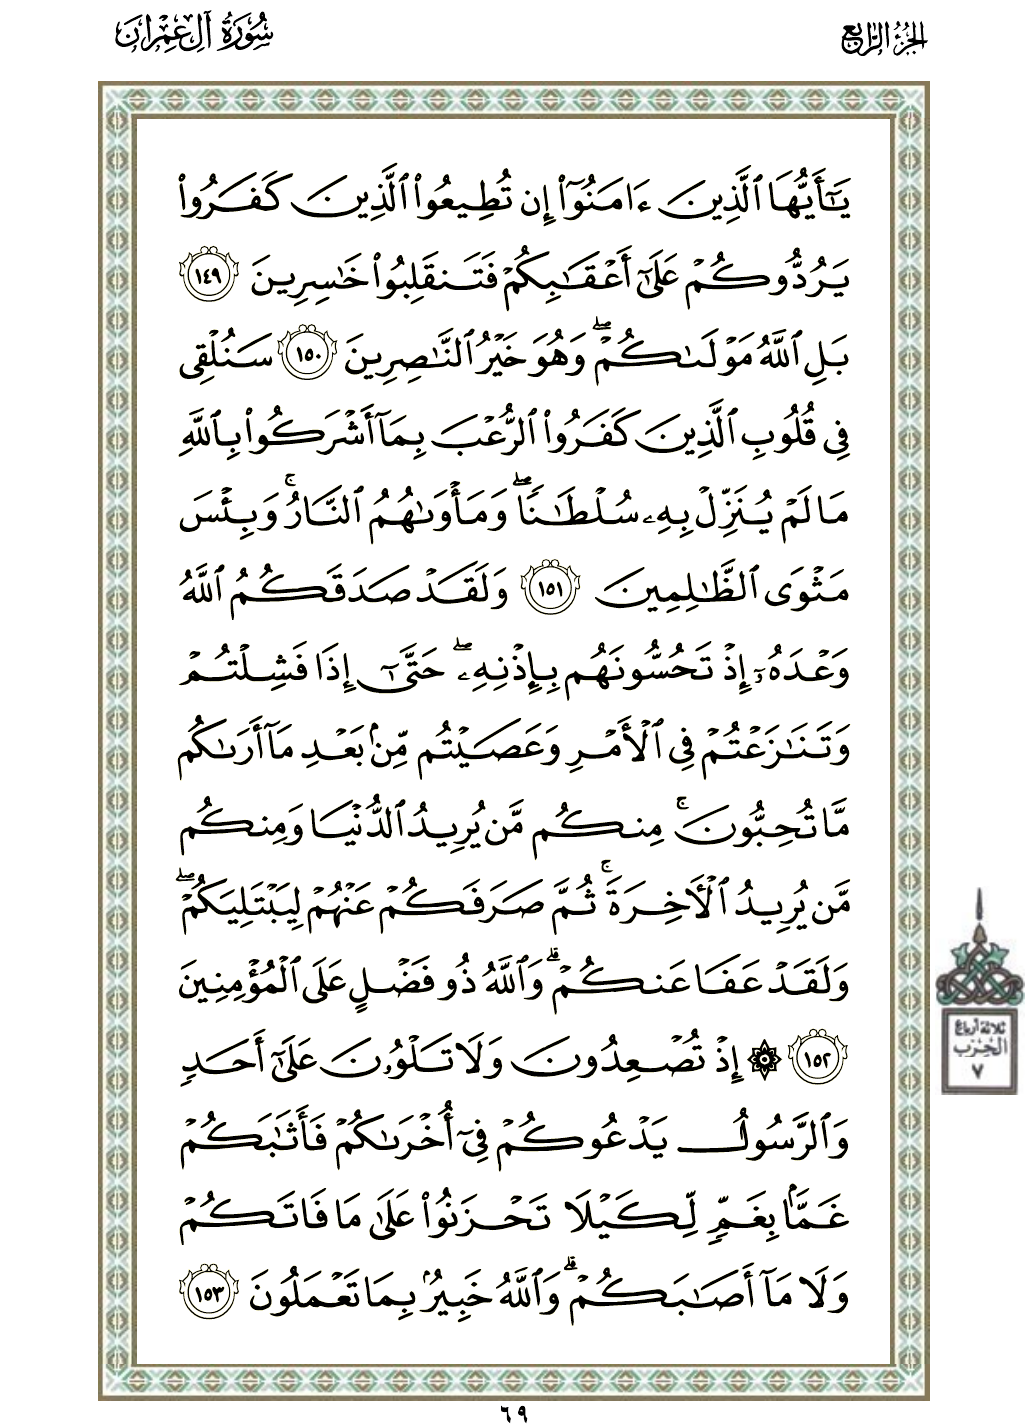 الجزء الرابع
سورة آل عمران
يَٰٓأَيُّهَا ٱلَّذِينَ ءَامَنُوٓا۟ إِن تُطِيعُوا۟ ٱلَّذِينَ كَفَرُوا۟
يَرُدُّوكُمْ عَلَىٰٓ أَعْقَٰبِكُمْ فَتَنقَلِبُوا۟ خَٰسِرِينَ ١٤٩
بَلِ ٱللَّهُ مَوْلَىٰكُمْ ۖ وَهُوَ خَيْرُ ٱلنَّٰصِرِينَ ١٥٠ سَنُلْقِى
فِى قُلُوبِ ٱلَّذِينَ كَفَرُوا۟ ٱلرُّعْبَ بِمَآ أَشْرَكُوا۟ بِٱللَّهِ
مَا لَمْ يُنَزِّلْ بِهِۦ سُلْطَٰنًا ۖ وَمَأْوَىٰهُمُ ٱلنَّارُ ۚ وَبِئْسَ
مَثْوَى ٱلظَّٰلِمِينَ ١٥١ وَلَقَدْ صَدَقَكُمُ ٱللَّهُ
وَعْدَهُۥٓ إِذْ تَحُسُّونَهُم بِإِذْنِهِۦ ۖ حَتَّىٰٓ إِذَا فَشِلْتُمْ
وَتَنَٰزَعْتُمْ فِى ٱلْأَمْرِ وَعَصَيْتُم مِّنۢ بَعْدِ مَآ أَرَىٰكُم
مَّا تُحِبُّونَ ۚ مِنكُم مَّن يُرِيدُ ٱلدُّنْيَا وَمِنكُم
مَّن يُرِيدُ ٱلْءَاخِرَةَ ۚ ثُمَّ صَرَفَكُمْ عَنْهُمْ لِيَبْتَلِيَكُمْ ۖ
وَلَقَدْ عَفَا عَنكُمْ ۗ وَٱللَّهُ ذُو فَضْلٍ عَلَى ٱلْمُؤْمِنِينَ
١٥٢ ۞ إِذْ تُصْعِدُونَ وَلَا تَلْوُۥنَ عَلَىٰٓ أَحَدٍ
وَٱلرَّسُولُ يَدْعُوكُمْ فِىٓ أُخْرَىٰكُمْ فَأَثَٰبَكُمْ
غَمًّۢا بِغَمٍّ لِّكَيْلَا تَحْزَنُوا۟ عَلَىٰ مَا فَاتَكُمْ
وَلَا مَآ أَصَٰبَكُمْ ۗ وَٱللَّهُ خَبِيرٌۢ بِمَا تَعْمَلُونَ ١٥٣
ثلاثة أرباع
الحزب
٧
٦٩